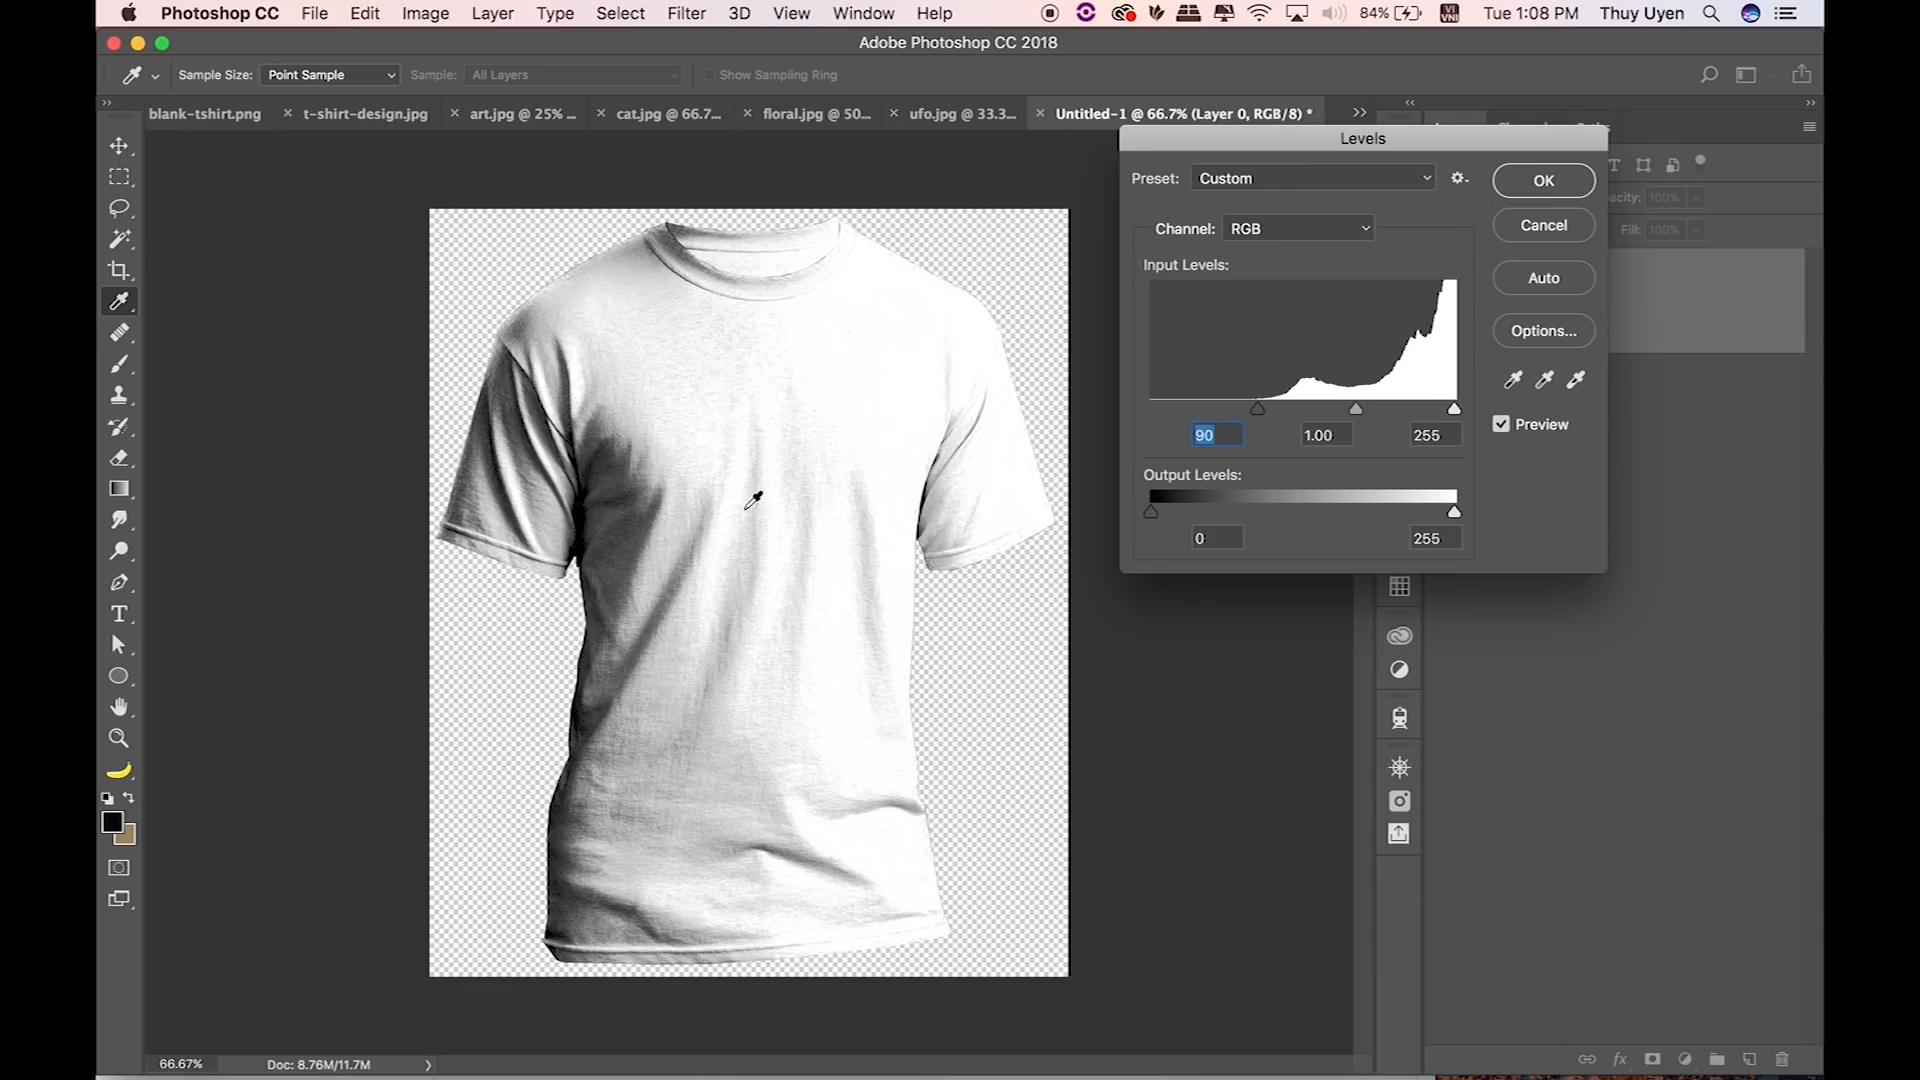 Photoshop CC File Edit Image Layer Type Select Filter 3D View Window Help 84% VI VNI Tue 1:08 PM Thuy Uyen
Adobe Photoshop CC 2018
Sample Size: Point Sample Sample: All Layers Show Sampling Ring
blank-tshirt.png × t-shirt-design.jpg × art.jpg @ 25% ... × cat.jpg @ 66.7... × floral.jpg @ 50... × ufo.jpg @ 33.3... × Untitled-1 @ 66.7% (Layer 0, RGB/8) *
Levels
Preset: Custom
OK
Channel: RGB
Cancel
Input Levels:
Auto
Options...
Preview
90 1.00 255
Output Levels:
0 255
acity: 100%
Fill: 100%
T
fx
66.67% Doc: 8.76M/11.7M